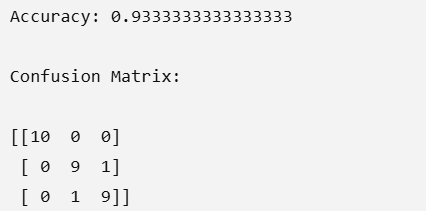 Accuracy: 0.9333333333333333
Confusion Matrix:
[[10  0  0]
 [ 0  9  1]
 [ 0  1  9]]